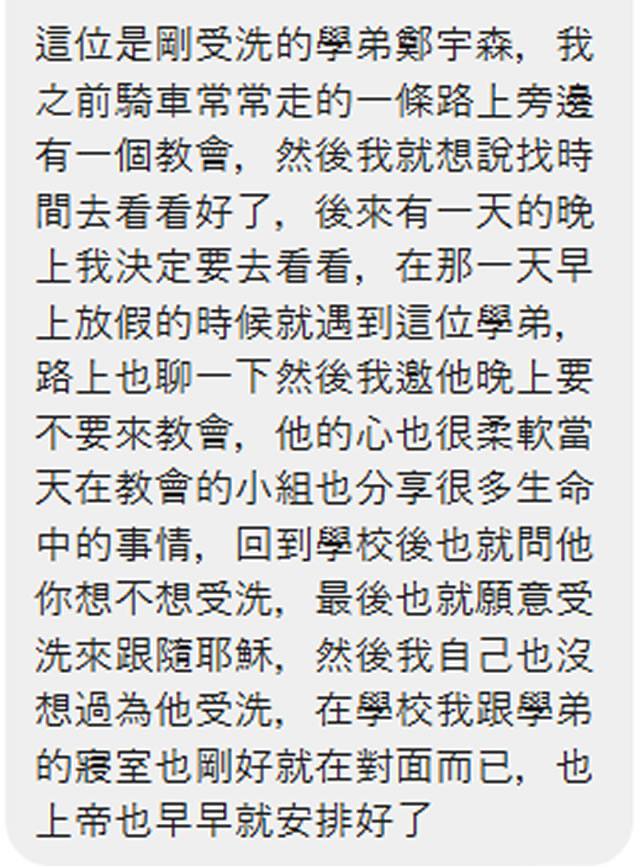 這位是剛受洗的學弟鄭宇森，我
之前騎車常常走的一條路上旁邊
有一個教會，然後我就想說找時
間去看看好了，後來有一天的晚
上我決定要去看看，在那一天早
上放假的時候就遇到這位學弟，
路上也聊一下然後我邀他晚上要
不要來教會，他的心也很柔軟當
天在教會的小組也分享很多生命
中的事情，回到學校後也就問他
你想不想受洗，最後也就願意受
洗來跟隨耶穌，然後我自己也沒
想過為他受洗，在學校我跟學弟
的寢室也剛好就在對面而已，也
上帝也早早就安排好了